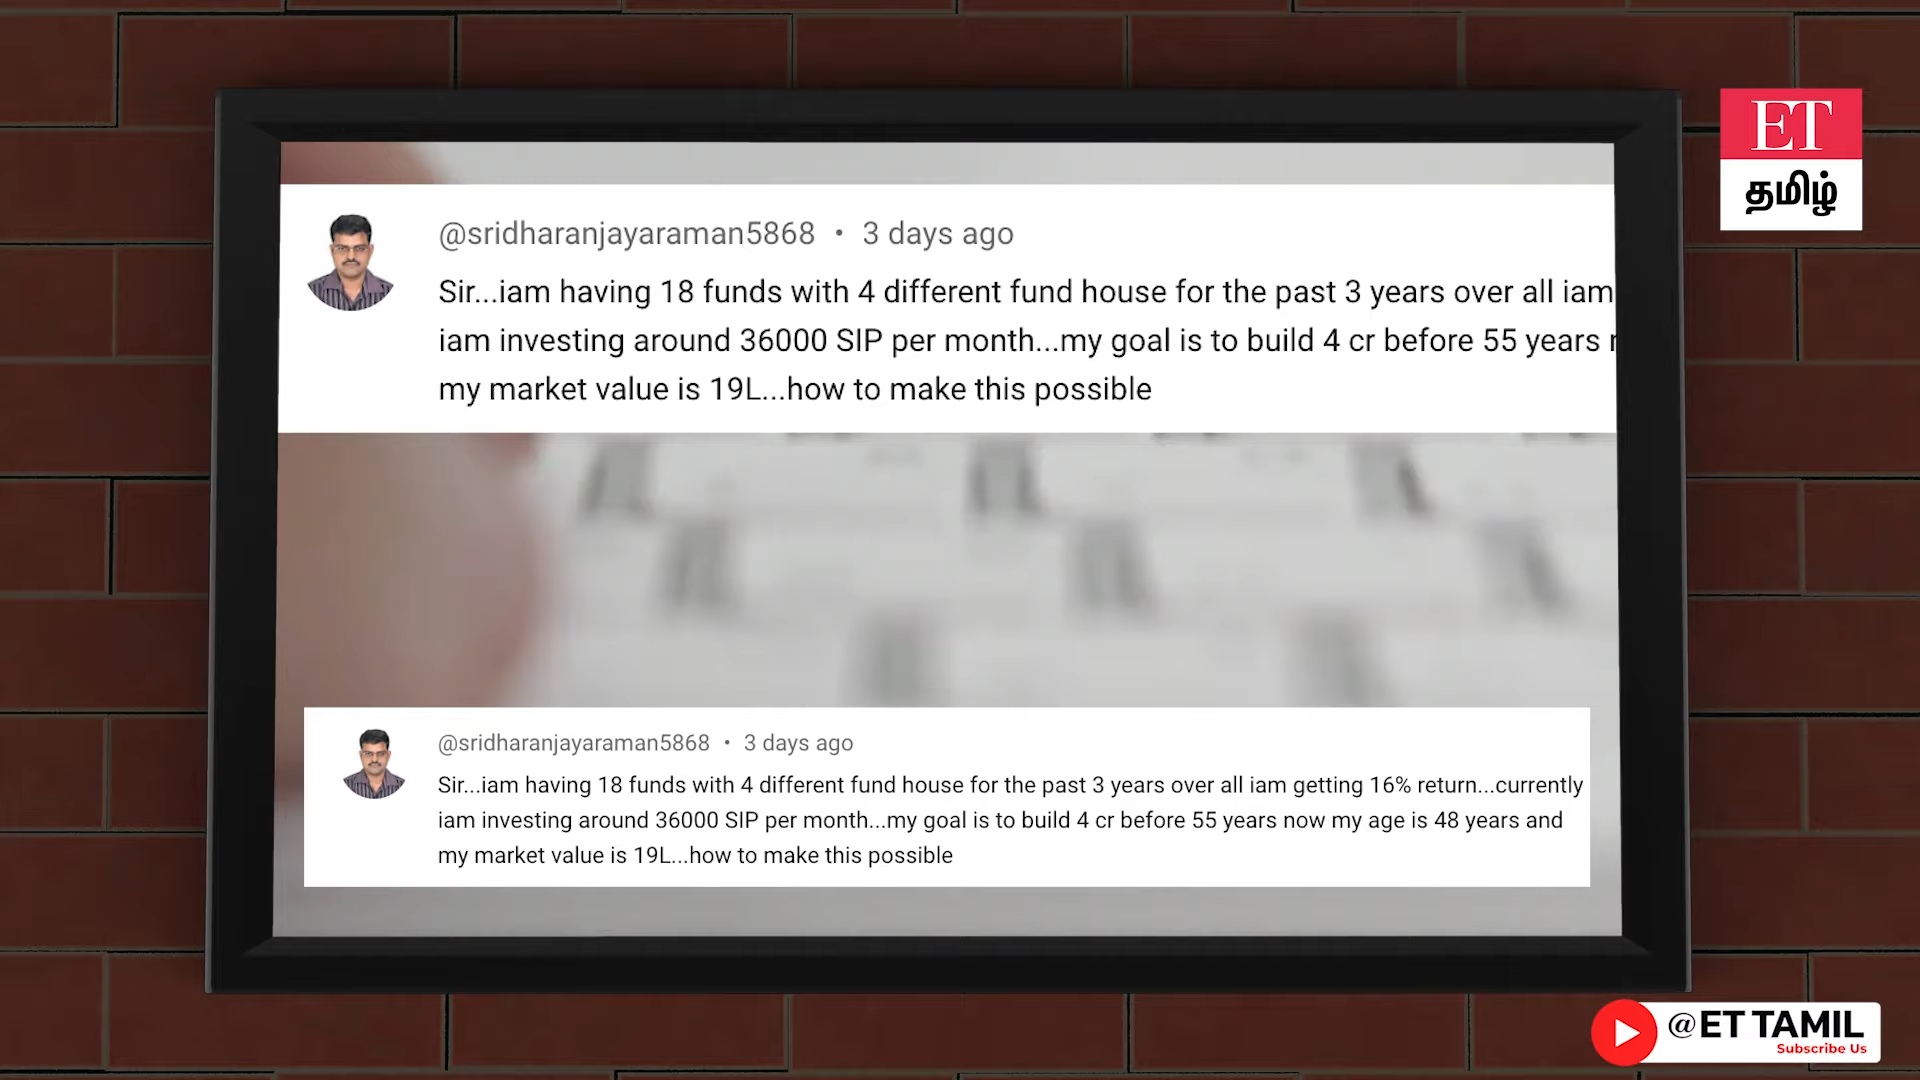 ET
தமிழ்
@sridharanjayaraman5868 • 3 days ago
Sir...iam having 18 funds with 4 different fund house for the past 3 years over all iam
iam investing around 36000 SIP per month...my goal is to build 4 cr before 55 years
my market value is 19L...how to make this possible
@sridharanjayaraman5868 • 3 days ago
Sir...iam having 18 funds with 4 different fund house for the past 3 years over all iam getting 16% return...currently
iam investing around 36000 SIP per month...my goal is to build 4 cr before 55 years now my age is 48 years and
my market value is 19L...how to make this possible
@ET TAMIL
Subscribe Us